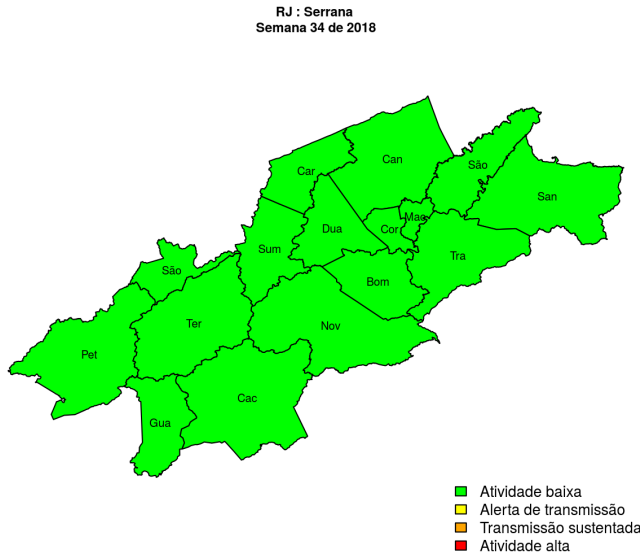 RJ : Serrana
Semana 34 de 2018
Can
São
Car
San
Mac
Dua
Cor
Sum
Tra
São
Bom
Ter
Nov
Pet
Cac
Gua
Atividade baixa
Alerta de transmissão
Transmissão sustentada
Atividade alta